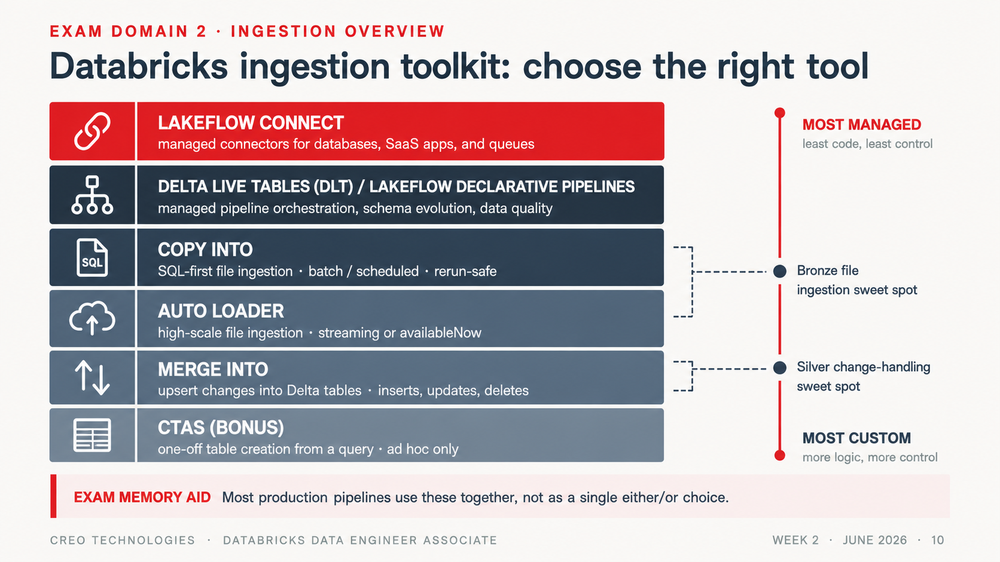 EXAM DOMAIN 2 · INGESTION OVERVIEW
Databricks ingestion toolkit: choose the right tool
LAKEFLOW CONNECT
managed connectors for databases, SaaS apps, and queues
DELTA LIVE TABLES (DLT) / LAKEFLOW DECLARATIVE PIPELINES
managed pipeline orchestration, schema evolution, data quality
SQL
COPY INTO
SQL-first file ingestion · batch / scheduled · rerun-safe
AUTO LOADER
high-scale file ingestion · streaming or availableNow
MERGE INTO
upsert changes into Delta tables · inserts, updates, deletes
CTAS (BONUS)
one-off table creation from a query · ad hoc only
MOST MANAGED
least code, least control
Bronze file
ingestion sweet spot
Silver change-handling
sweet spot
MOST CUSTOM
more logic, more control
EXAM MEMORY AID Most production pipelines use these together, not as a single either/or choice.
CREO TECHNOLOGIES · DATABRICKS DATA ENGINEER ASSOCIATE
WEEK 2 · JUNE 2026 · 10